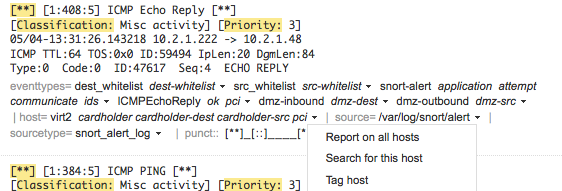 [**] [1:408:5] ICMP Echo Reply [**]
[Classification: Misc activity] [Priority: 3]
05/04-13:31:26.143218 10.2.1.222 -> 10.2.1.48
ICMP TTL:64 TOS:0x0 ID:59494 IpLen:20 DgmLen:84
Type:0  Code:0  ID:47617  Seq:4  ECHO REPLY
eventtypes= dest_whitelist dest-whitelist src_whitelist src-whitelist snort-alert application attempt
communicate ids ICMPEchoReply ok pci dmz-inbound dmz-dest dmz-outbound dmz-src
| host= virt2 cardholder cardholder-dest cardholder-src pci | source= /var/log/snort/alert |
sourcetype= snort_alert_log | punct:: [**]_[::]____[*
Report on all hosts
Search for this host
Tag host
[**] [1:384:5] ICMP PING [**]
[Classification: Misc activity] [Priority: 3]